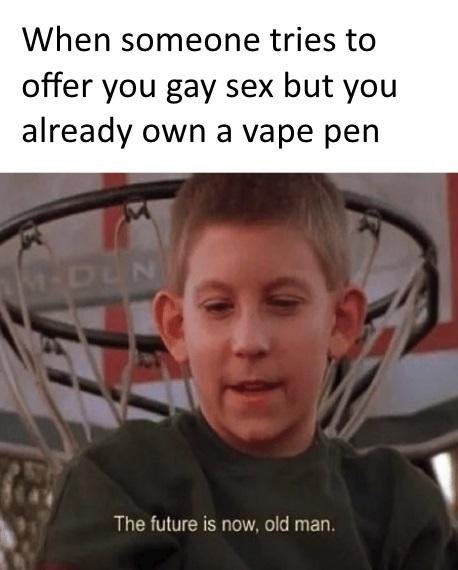 When someone tries to
offer you gay sex but you
already own a vape pen
M-DUN
The future is now, old man.